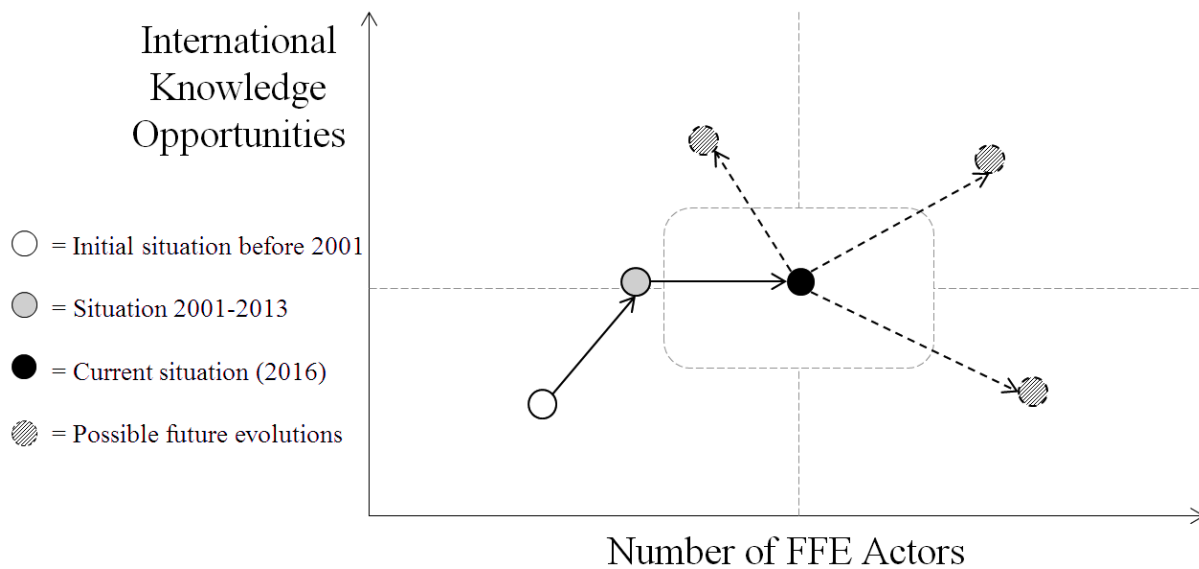 International
Knowledge
Opportunities
= Initial situation before 2001
= Situation 2001-2013
= Current situation (2016)
= Possible future evolutions
Number of FFE Actors